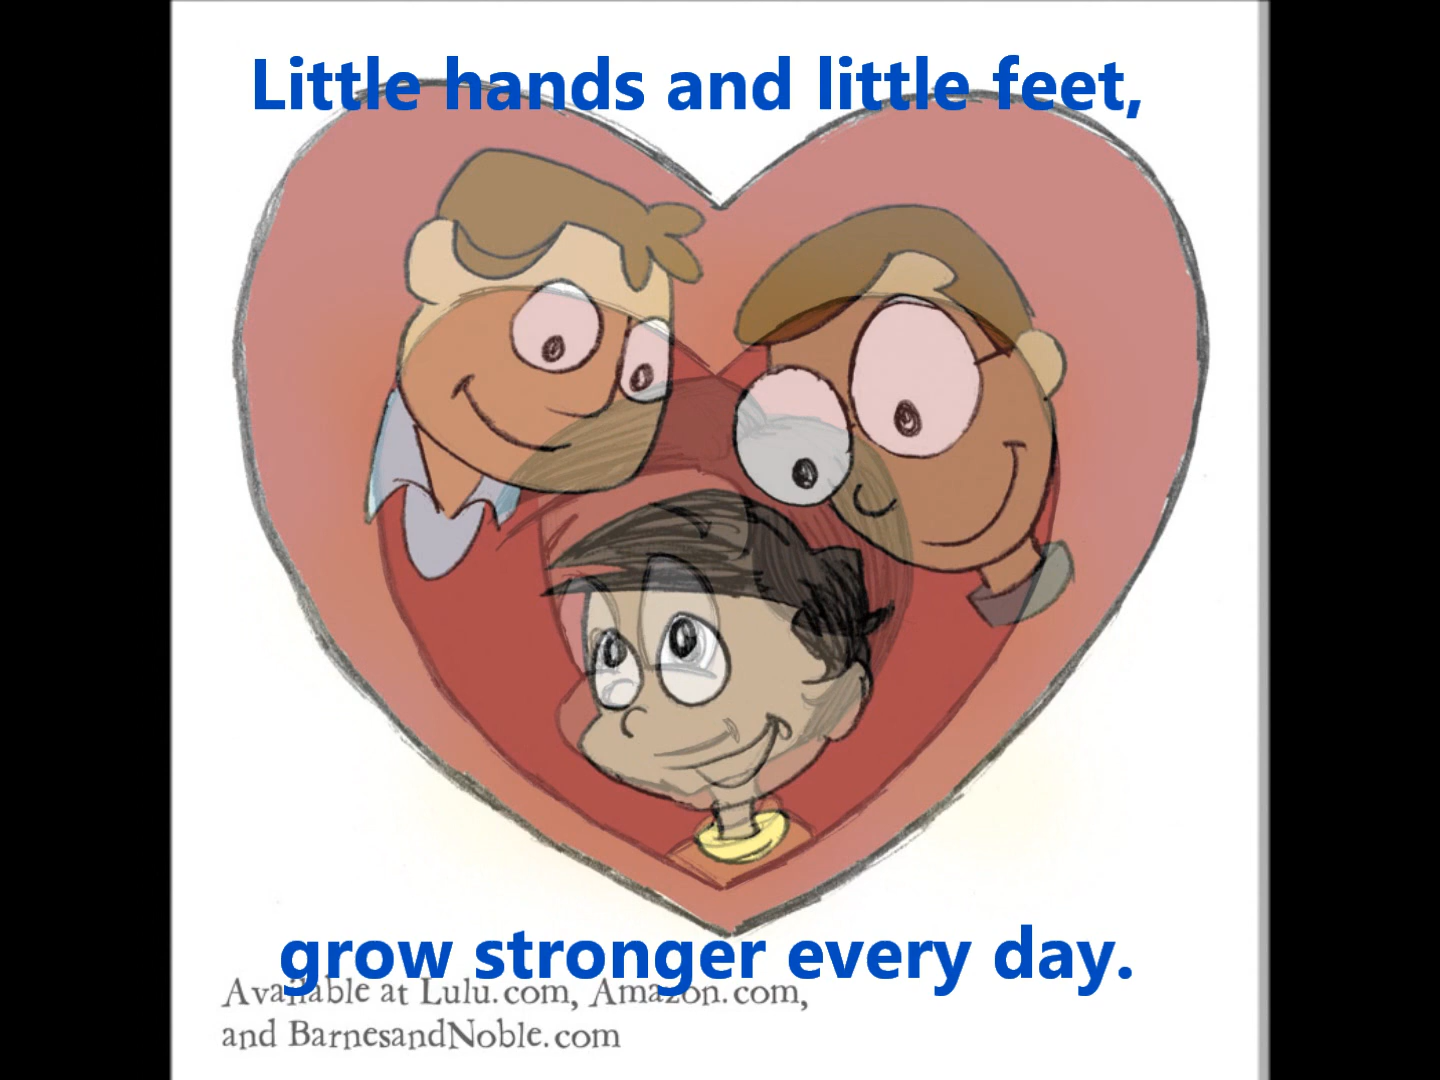 Little hands and little feet,
grow stronger every day.
Available at Lulu.com, Amazon.com,
and BarnesandNoble.com